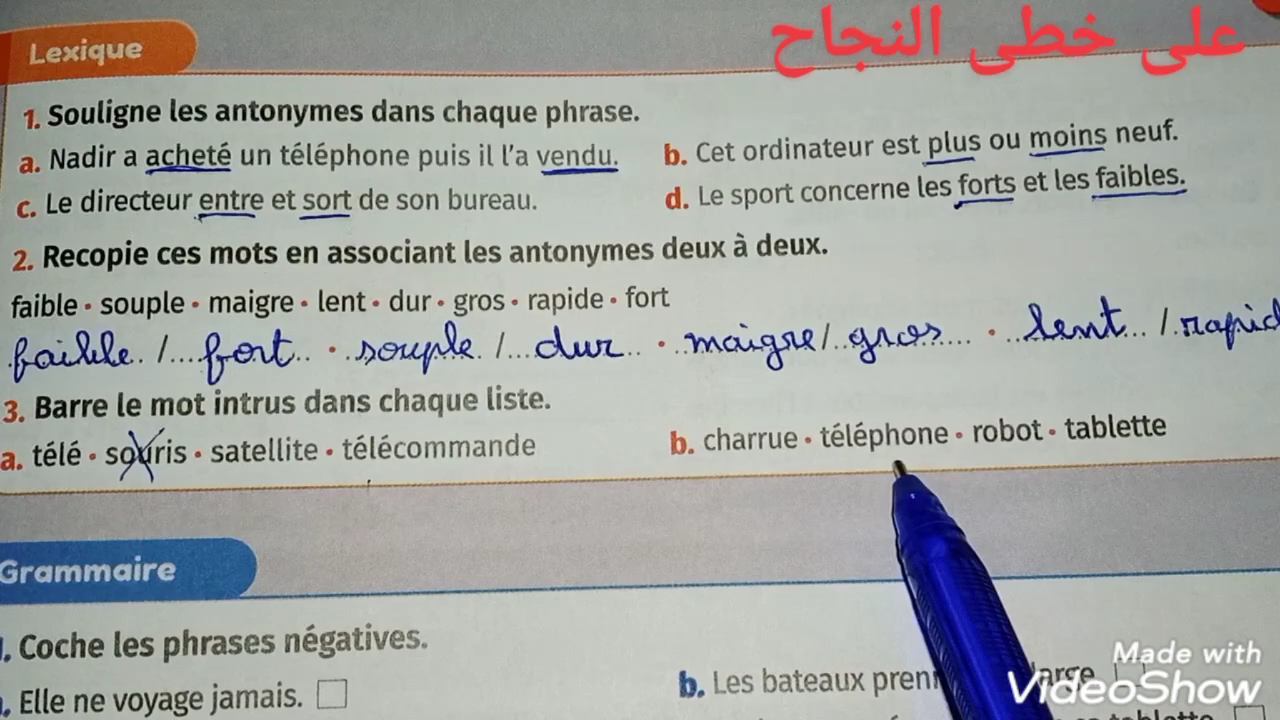 على خطى النجاح
Lexique
1. Souligne les antonymes dans chaque phrase.
a. Nadir a acheté un téléphone puis il l'a vendu. b. Cet ordinateur est plus ou moins neuf.
c. Le directeur entre et sort de son bureau. d. Le sport concerne les forts et les faibles.
2. Recopie ces mots en associant les antonymes deux à deux.
faible • souple • maigre • lent • dur • gros • rapide • fort
faible / fort • souple / dur • maigre / gros • lent / rapid
3. Barre le mot intrus dans chaque liste.
a. télé • souris • satellite • télécommande b. charrue • téléphone • robot • tablette
Grammaire
1. Coche les phrases négatives.
. Elle ne voyage jamais. b. Les bateaux pren large
Made with
VideoShow